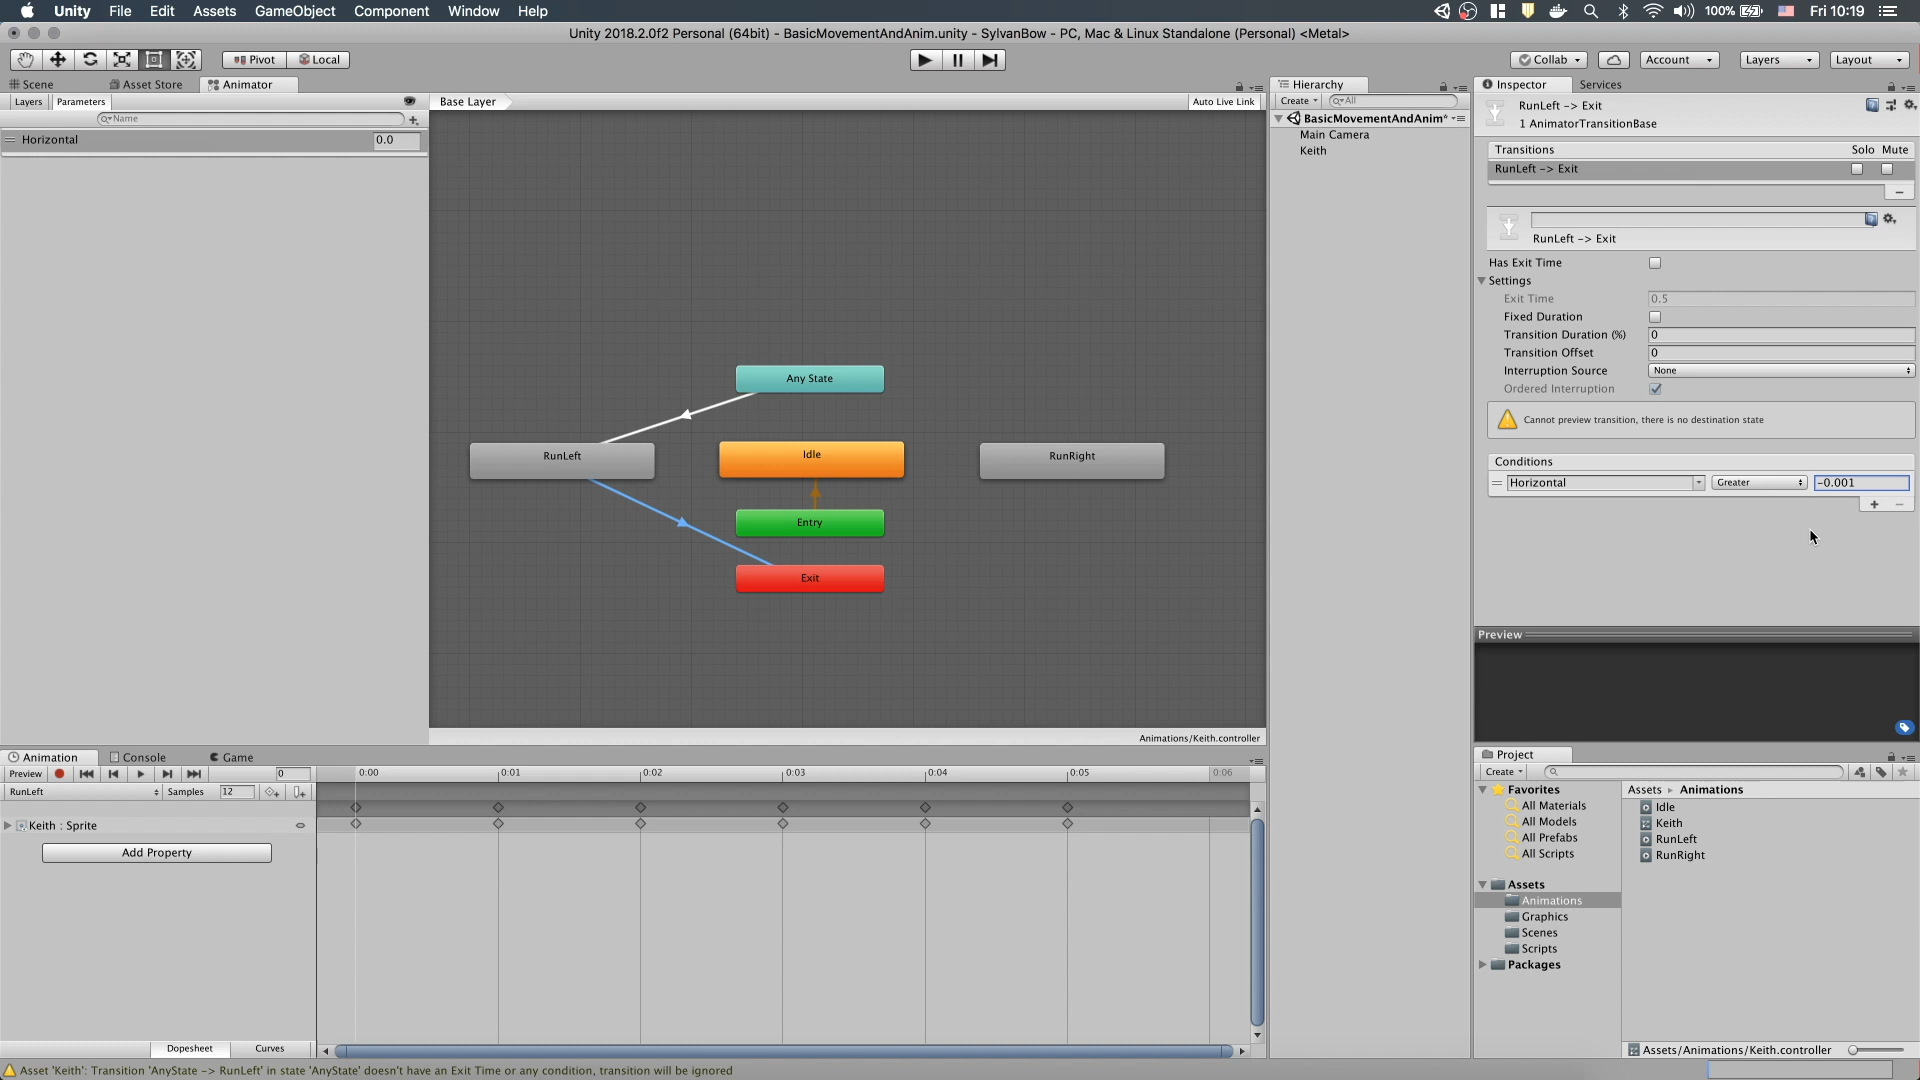 Unity File Edit Assets GameObject Component Window Help 100% Fri 10:19
Unity 2018.2.0f2 Personal (64bit) - BasicMovementAndAnim.unity - SylvanBow - PC, Mac & Linux Standalone (Personal) <Metal>
Pivot Local Collab Account Layers Layout
Scene Asset Store Animator
Layers Parameters
Base Layer
Auto Live Link
Name
Horizontal 0.0
Any State
RunLeft
Idle
RunRight
Entry
Exit
Animations/Keith.controller
Hierarchy
Create All
BasicMovementAndAnim*
Main Camera
Keith
Inspector Services
RunLeft -> Exit
1 AnimatorTransitionBase
Transitions Solo Mute
RunLeft -> Exit
RunLeft -> Exit
Has Exit Time
Settings
Exit Time 0.5
Fixed Duration
Transition Duration (%) 0
Transition Offset 0
Interruption Source None
Ordered Interruption
Cannot preview transition, there is no destination state
Conditions
Horizontal Greater -0.001
Preview
Animation Console Game
Preview 0 0:00 0:01 0:02 0:03 0:04 0:05 0:06
RunLeft Samples 12
Keith : Sprite
Add Property
Dopesheet Curves
Project
Create
Favorites
All Materials
All Models
All Prefabs
All Scripts
Assets
Animations
Graphics
Scenes
Scripts
Packages
Assets Animations
Idle
Keith
RunLeft
RunRight
Assets/Animations/Keith.controller
Asset 'Keith': Transition 'AnyState -> RunLeft' in state 'AnyState' doesn't have an Exit Time or any condition, transition will be ignored